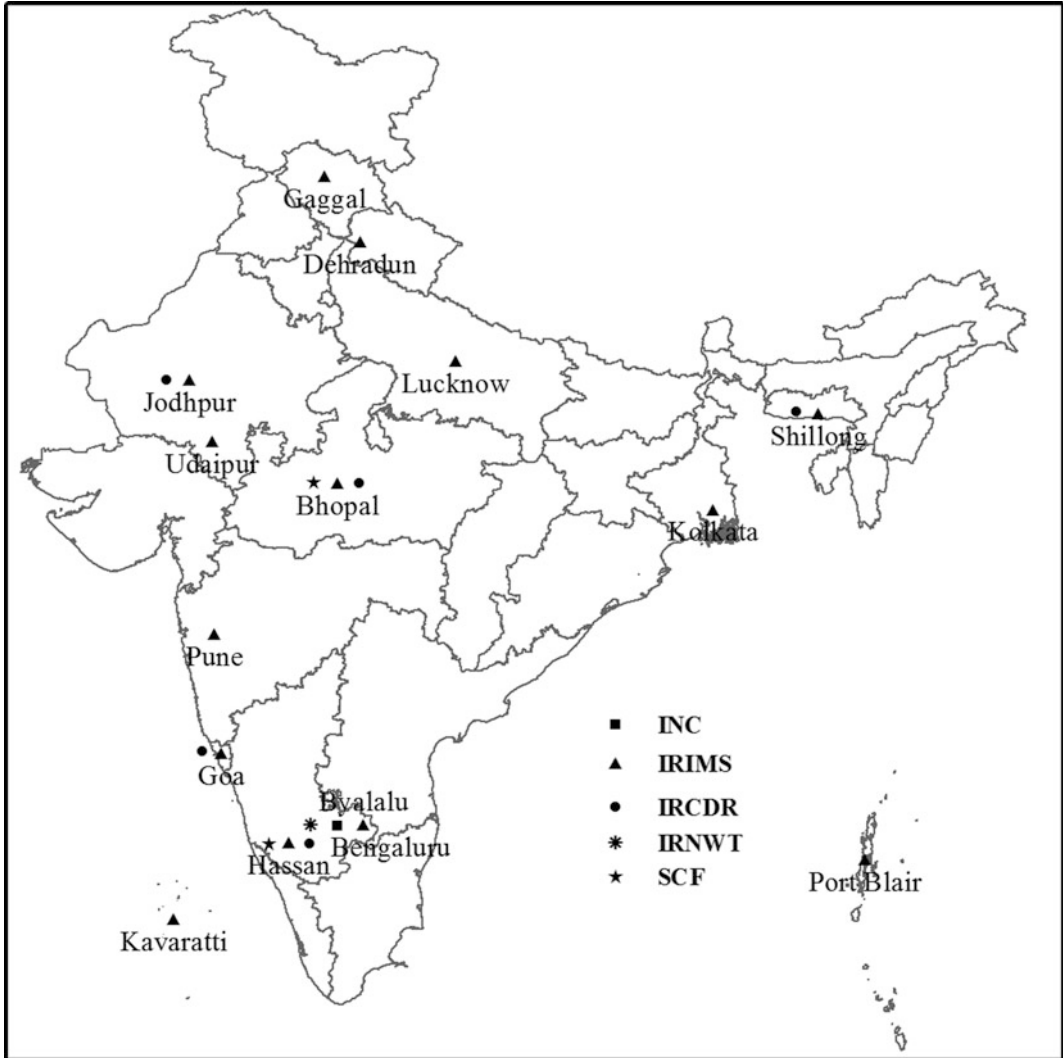 Gaggal
Dehradun
Lucknow
Jodhpur
Shillong
Udaipur
Bhopal
Kolkata
Pune
INC
IRIMS
Goa
Byalalu
IRCDR
Bengaluru
IRNWT
Hassan
SCF
Port Blair
Kavaratti